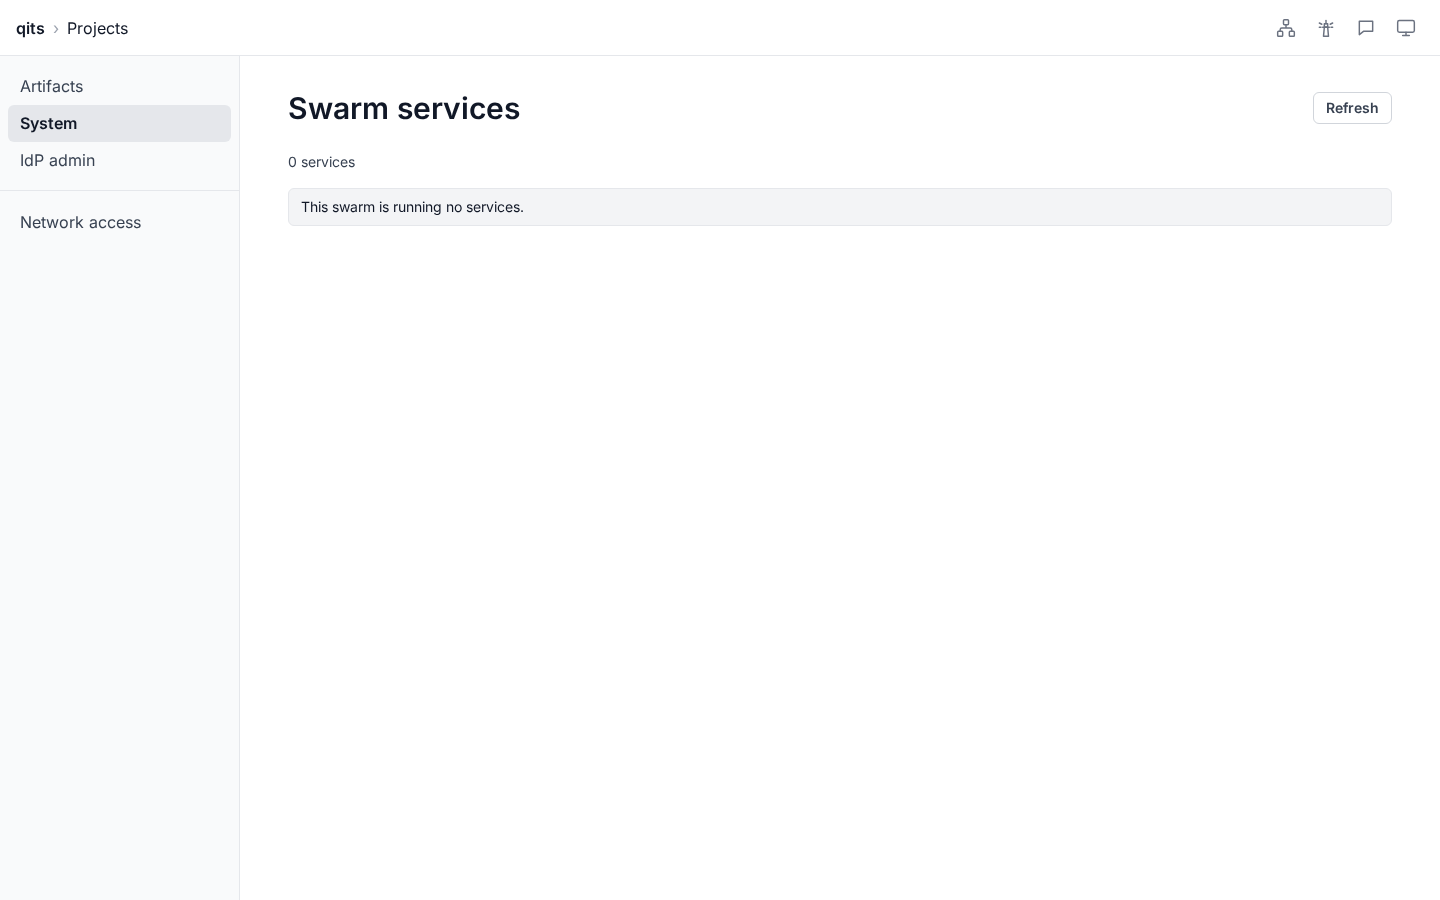 qits › Projects
Artifacts
System
IdP admin
Network access
Swarm services
Refresh
0 services
This swarm is running no services.